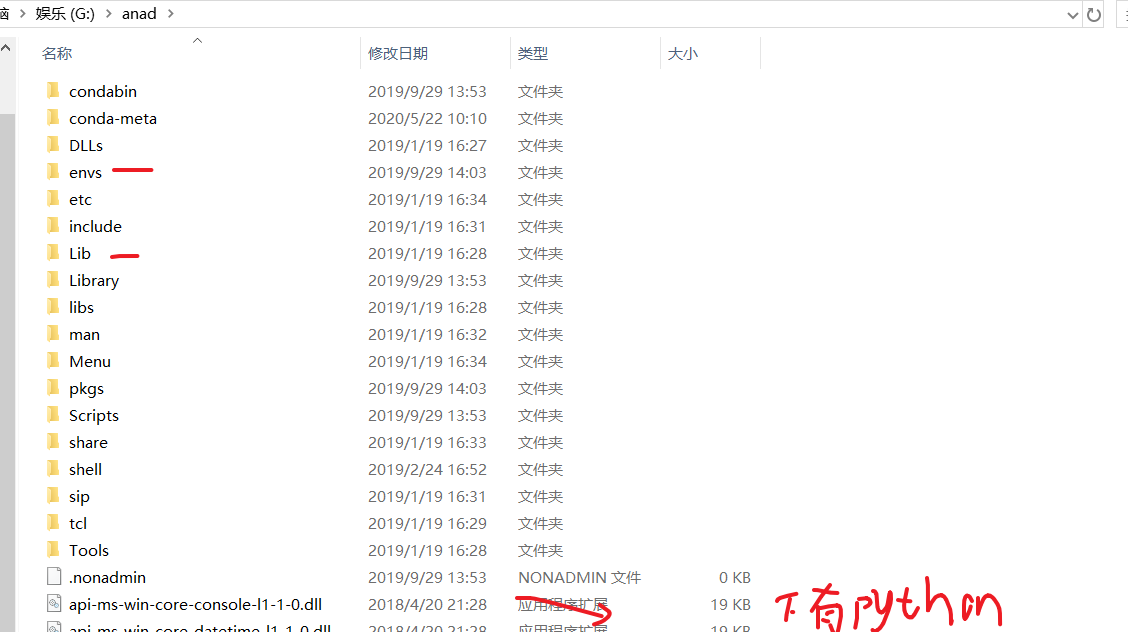 娱乐 (G:) > anad >
名称 修改日期 类型 大小
condabin 2019/9/29 13:53 文件夹
conda-meta 2020/5/22 10:10 文件夹
DLLs 2019/1/19 16:27 文件夹
envs 2019/9/29 14:03 文件夹
etc 2019/1/19 16:34 文件夹
include 2019/1/19 16:31 文件夹
Lib 2019/1/19 16:28 文件夹
Library 2019/9/29 13:53 文件夹
libs 2019/1/19 16:28 文件夹
man 2019/1/19 16:32 文件夹
Menu 2019/1/19 16:34 文件夹
pkgs 2019/9/29 14:03 文件夹
Scripts 2019/9/29 13:53 文件夹
share 2019/1/19 16:33 文件夹
shell 2019/2/24 16:52 文件夹
sip 2019/1/19 16:31 文件夹
tcl 2019/1/19 16:29 文件夹
Tools 2019/1/19 16:28 文件夹
.nonadmin 2019/9/29 13:53 NONADMIN 文件 0 KB
api-ms-win-core-console-l1-1-0.dll 2018/4/20 21:28 应用程序扩展 19 KB
下有python
api-ms-win-core-datetime-l1-1-0.dll 2018/4/20 21:28 应用程序扩展 19 KB